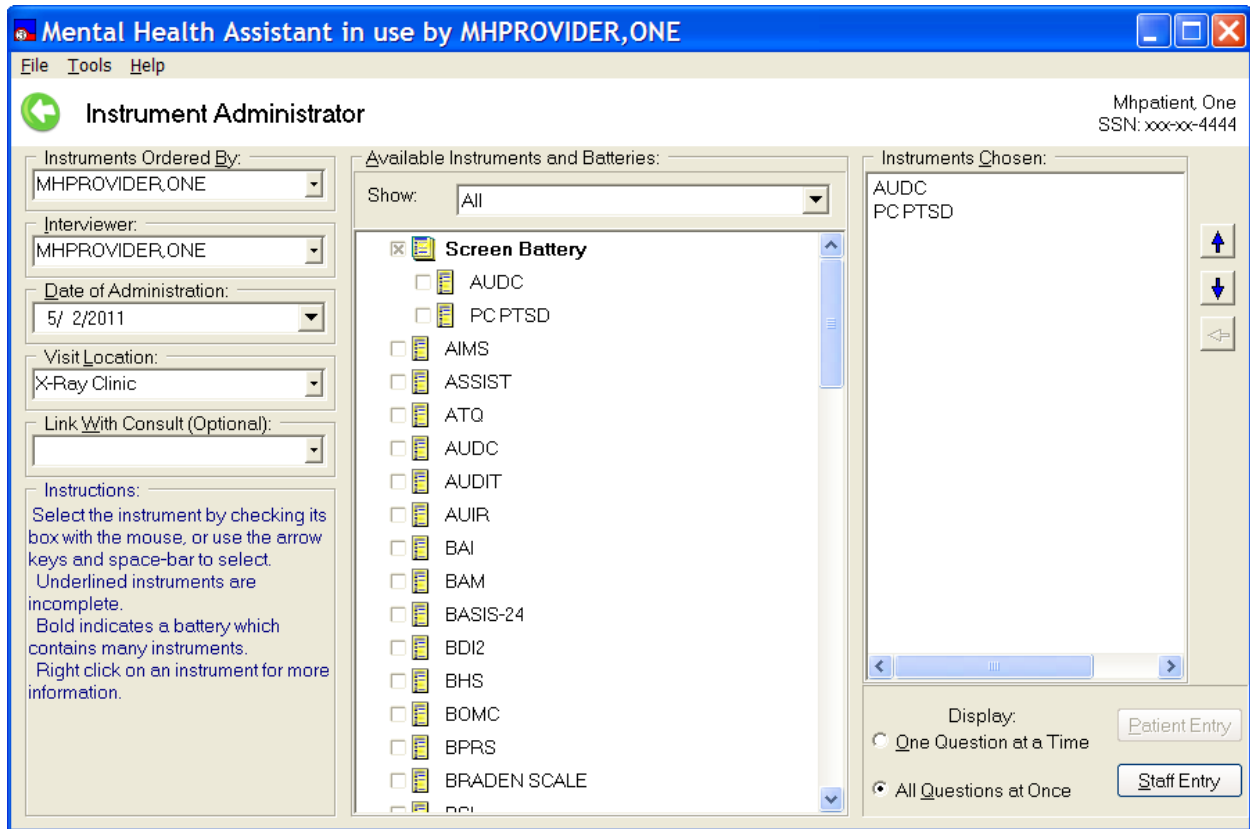 Mental Health Assistant in use by MHPROVIDER,ONE
File Tools Help
Instrument Administrator
Mhpatient, One
SSN: xxx-xx-4444
Instruments Ordered By:
MHPROVIDER,ONE
Interviewer:
MHPROVIDER,ONE
Date of Administration:
5/ 2/2011
Visit Location:
X-Ray Clinic
Link With Consult (Optional):
Instructions:
Select the instrument by checking its
box with the mouse, or use the arrow
keys and space-bar to select.
Underlined instruments are
incomplete.
Bold indicates a battery which
contains many instruments.
Right click on an instrument for more
information.
Available Instruments and Batteries:
Show: All
Screen Battery
AUDC
PC PTSD
AIMS
ASSIST
ATQ
AUDC
AUDIT
AUIR
BAI
BAM
BASIS-24
BDI2
BHS
BOMC
BPRS
BRADEN SCALE
Instruments Chosen:
AUDC
PC PTSD
Display:
One Question at a Time
All Questions at Once
Patient Entry
Staff Entry